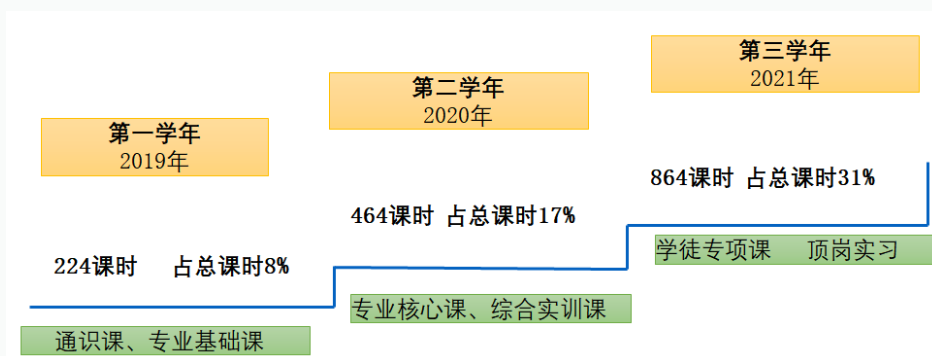 第一学年
2019年
224课时 占总课时8%
通识课、专业基础课
第二学年
2020年
464课时 占总课时17%
专业核心课、综合实训课
第三学年
2021年
864课时 占总课时31%
学徒专项课 顶岗实习